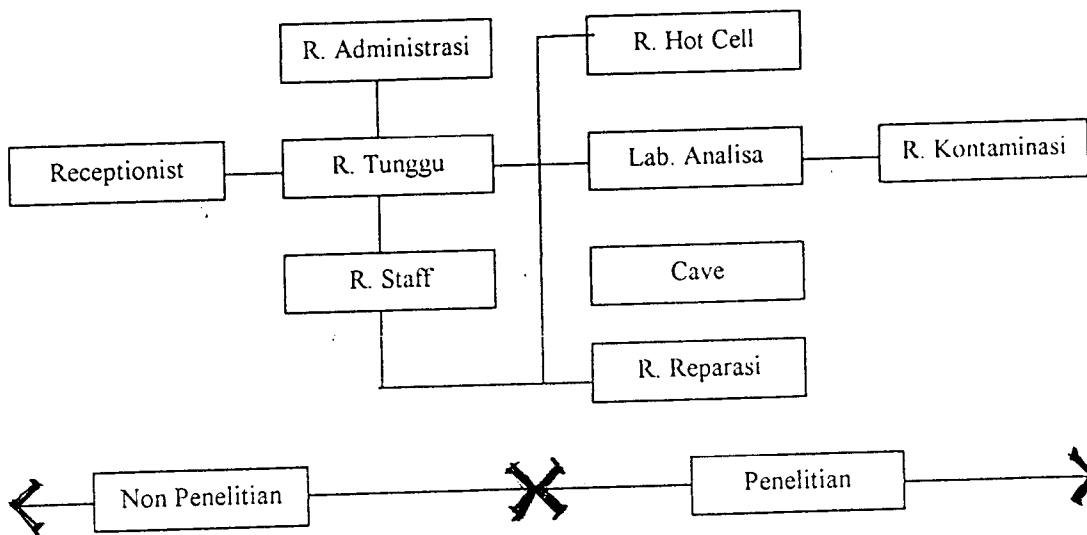 R. Administrasi
R. Hot Cell
Receptionist
R. Tunggu
Lab. Analisa
R. Kontaminasi
R. Staff
Cave
R. Reparasi
Non Penelitian
Penelitian